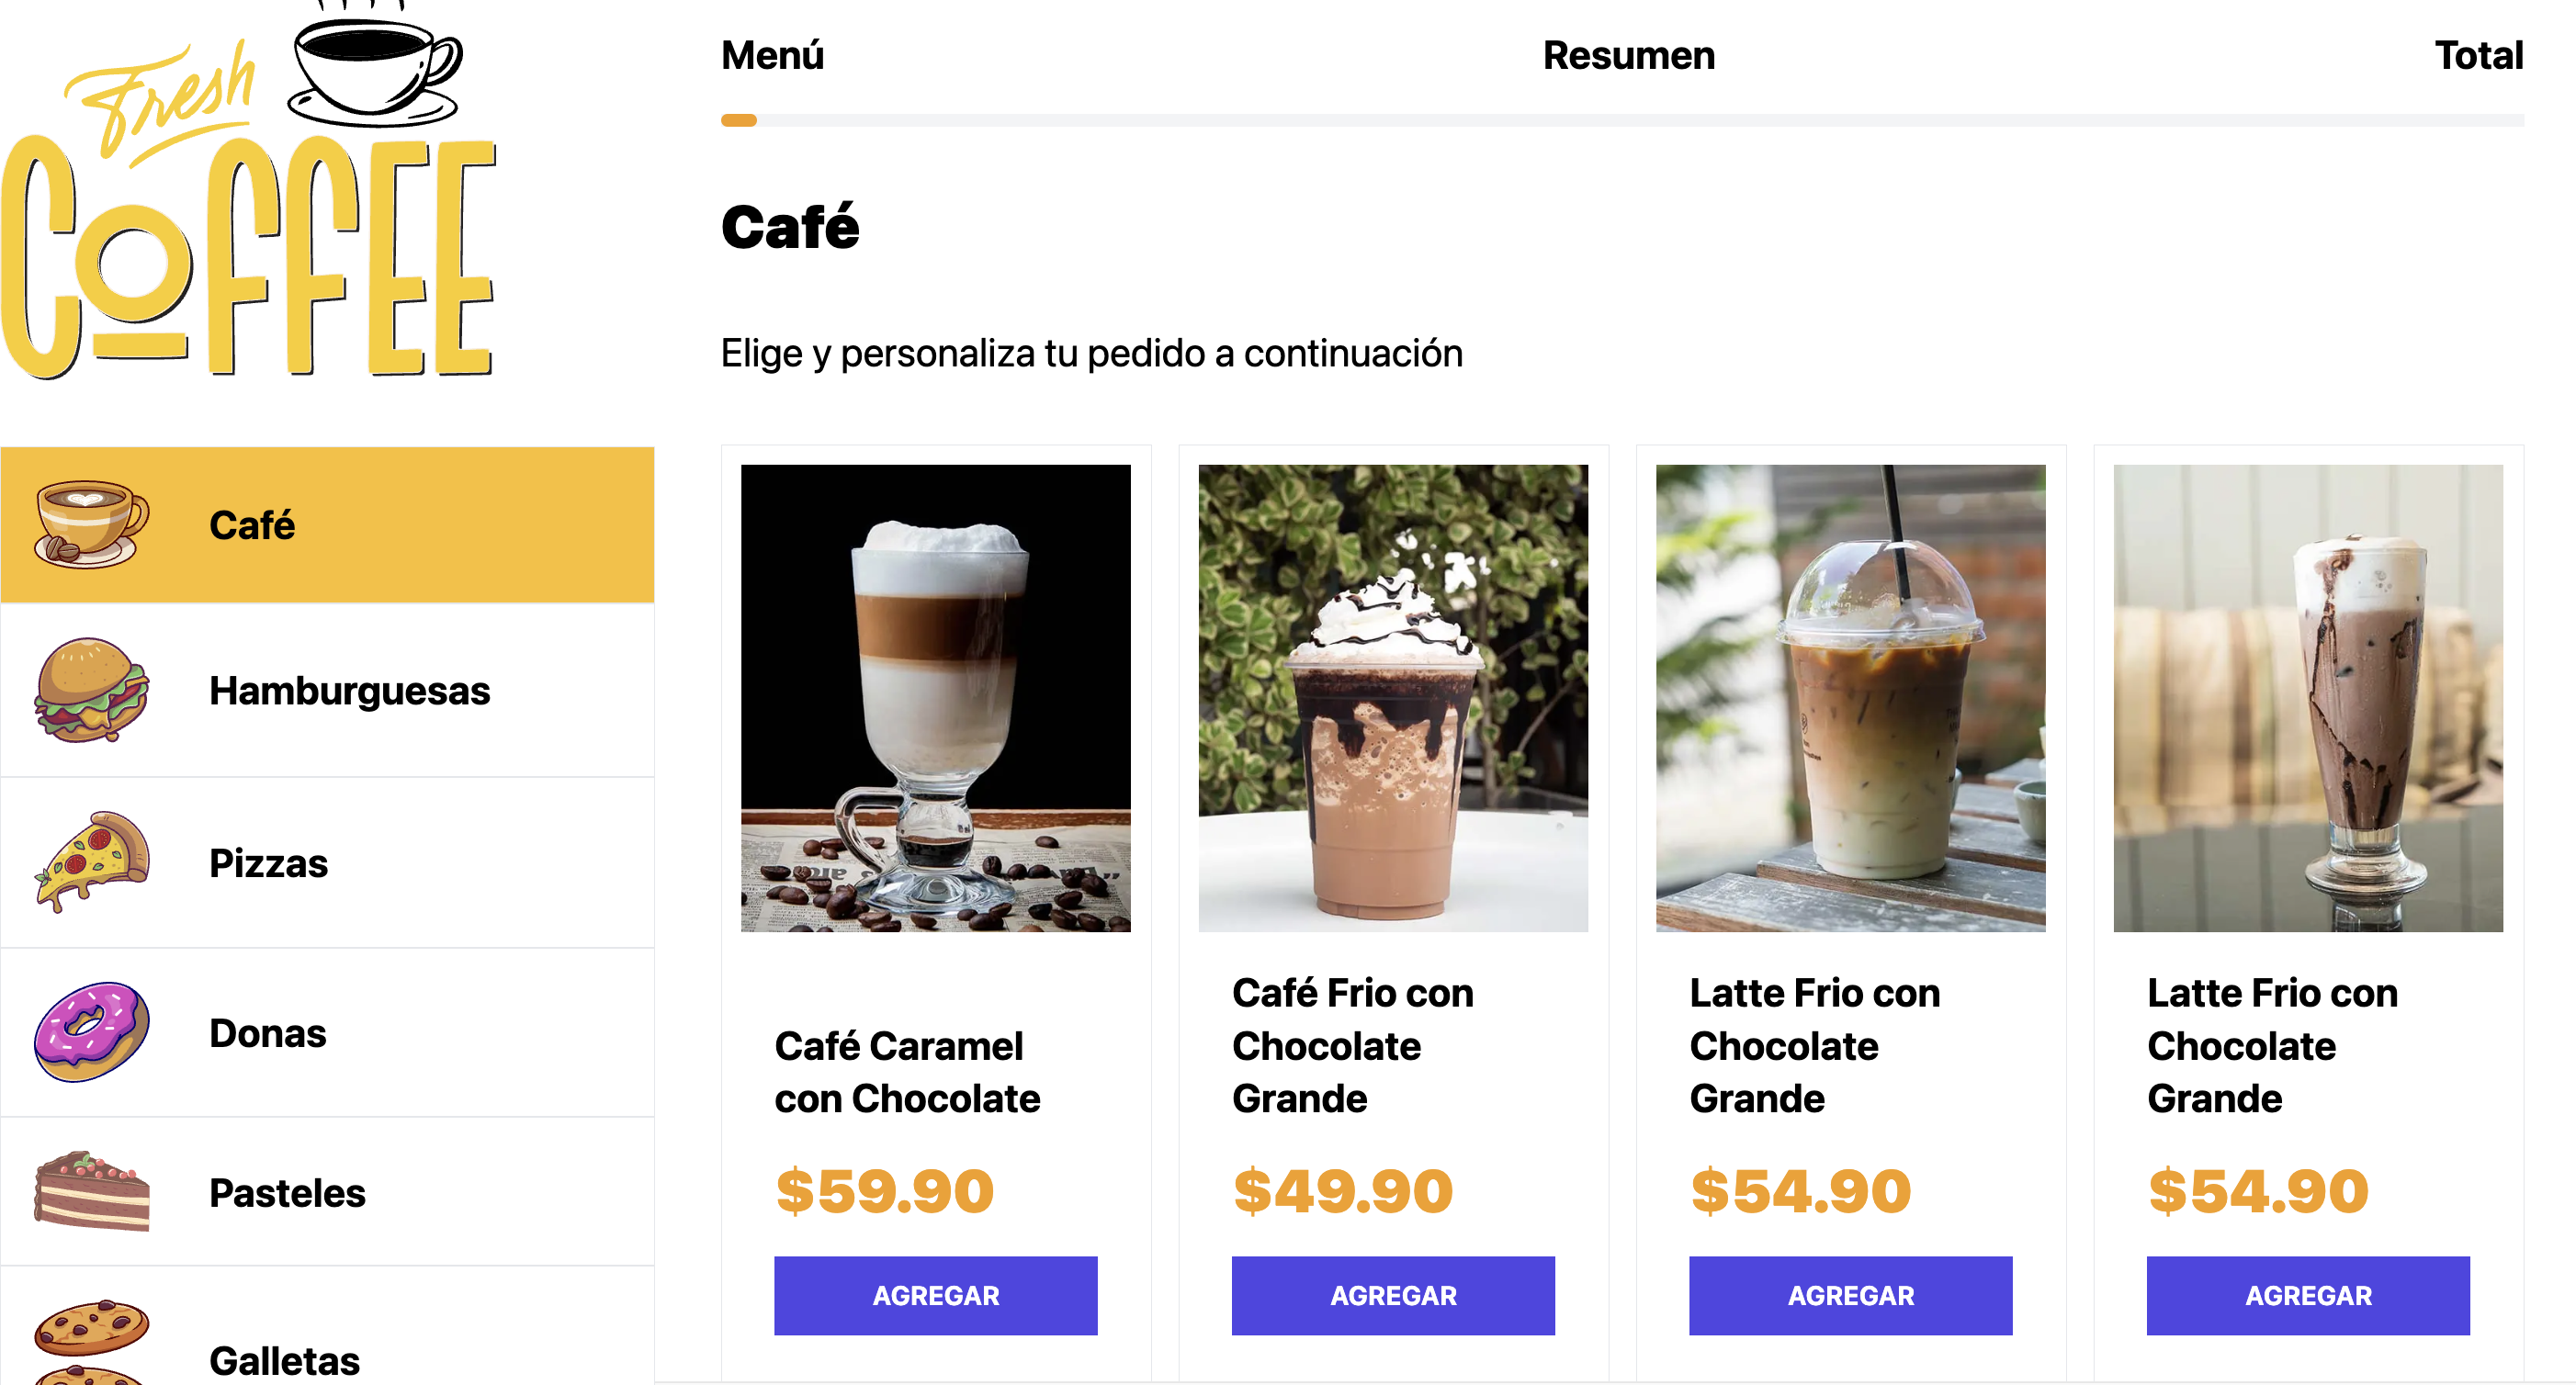 Fresh
COFFEE
Café
Hamburguesas
Pizzas
Donas
Pasteles
Galletas
Menú
Resumen
Total
Café
Elige y personaliza tu pedido a continuación
Café Caramel
con Chocolate
$59.90
AGREGAR
Café Frio con
Chocolate
Grande
$49.90
AGREGAR
Latte Frio con
Chocolate
Grande
$54.90
AGREGAR
Latte Frio con
Chocolate
Grande
$54.90
AGREGAR